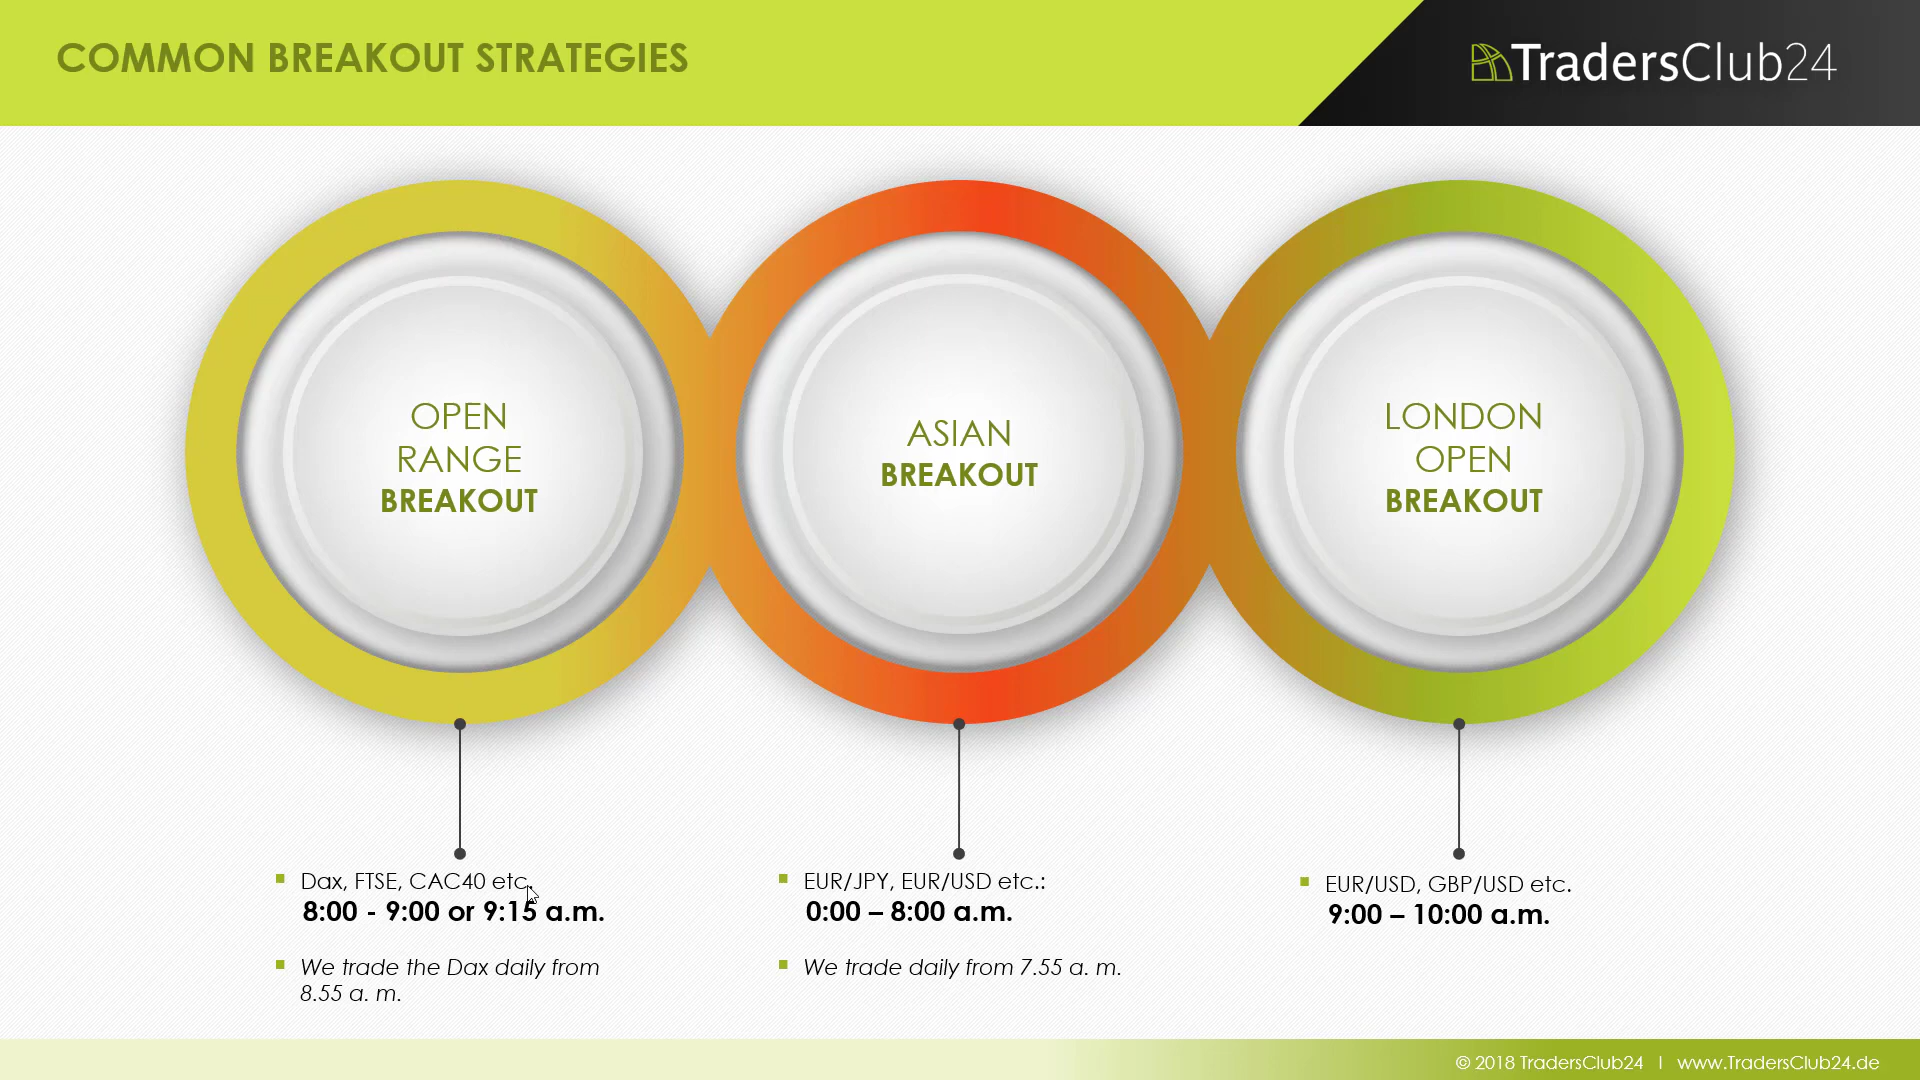 COMMON BREAKOUT STRATEGIES
TradersClub24
OPEN
RANGE
BREAKOUT
ASIAN
BREAKOUT
LONDON
OPEN
BREAKOUT
Dax, FTSE, CAC40 etc.
8:00 - 9:00 or 9:15 a.m.
We trade the Dax daily from
8.55 a. m.
EUR/JPY, EUR/USD etc.:
0:00 – 8:00 a.m.
We trade daily from 7.55 a. m.
EUR/USD, GBP/USD etc.
9:00 – 10:00 a.m.
© 2018 TradersClub24 | www.TradersClub24.de